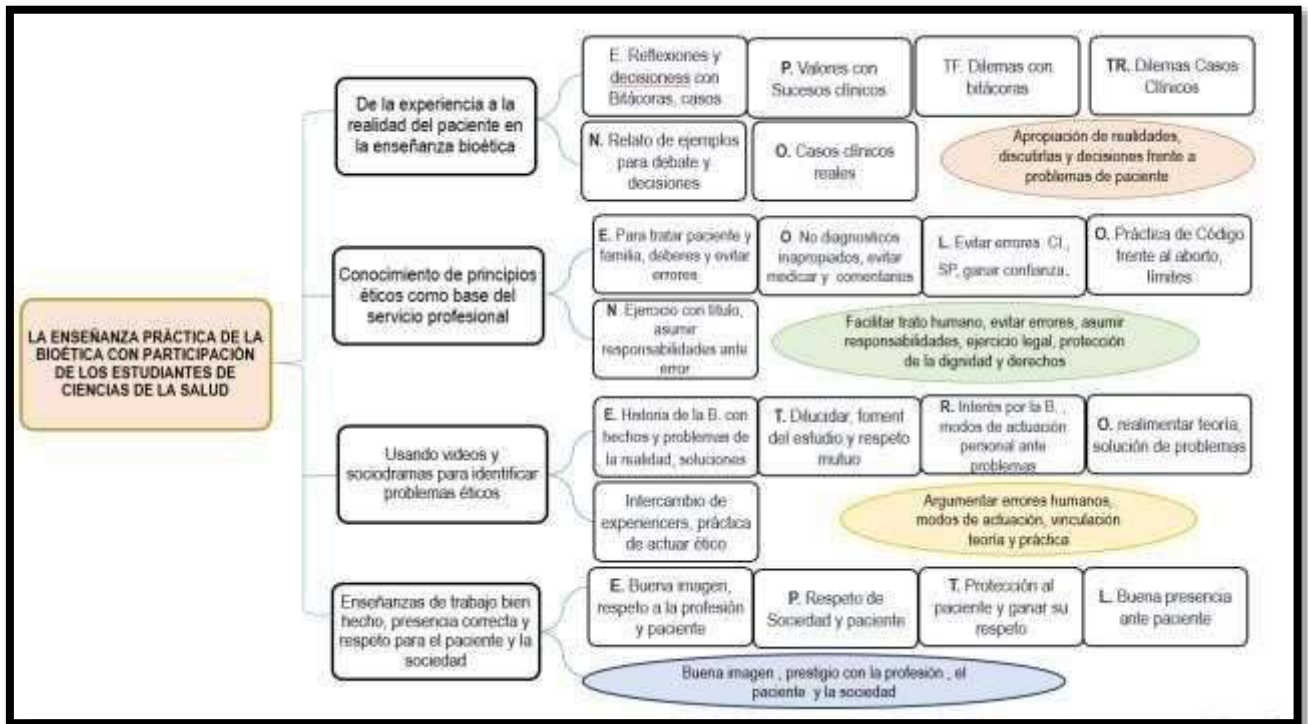 LA ENSEÑANZA PRÀCTICA DE LA
BIOÈTICA CON PARTICIPACIÒN
DE LOS ESTUDIANTES DE
CIENCIAS DE LA SALUD
De la experiencia a la
realidad del paciente en
la enseñanza bioética
E. Reflexiones y
decisioness con
Bitácoras, casos
P. Valores con
Sucesos clínicos
TF. Dilemas con
bitácoras
TR. Dilemas Casos
Clínicos
N. Relato de ejemplos
para debate y
decisiones
O. Casos clínicos
reales
Apropiación de realidades,
discutirlas y decisiones frente a
problemas de paciente
Conocimiento de principios
éticos como base del
servicio profesional
E. Para tratar paciente y
familia, deberes y evitar
errores
O No diagnosticos
inapropiados, evitar
medicar y comentarios
L. Evitar errores CI.,
SP, ganar confianza.
O. Práctica de Código
frente al aborto,
límites
N Ejercicio con título,
asumir
responsabilidades ante
error
Facilitar trato humano, evitar errores, asumir
responsabilidades, ejercicio legal, protección
de la dignidad y derechos
Usando videos y
sociodramas para identificar
problemas éticos
E. Historia de la B. con
hechos y problemas de
la realidad, soluciones
T. Dilucidar, foment
del estudio y respeto
mutuo
R. Interés por la B. ,
modos de actuación
personal ante
problemas
O. realimentar teoría,
solución de problemas
Intercambio de
experiencers, práctica
de actuar ético
Argumentar errores humanos,
modos de actuación, vinculación
teoría y práctica
Enseñanzas de trabajo bien
hecho, presencia correcta y
respeto para el paciente y la
sociedad
E. Buena imagen,
respeto a la profesión
y paciente
P. Respeto de
Sociedad y paciente
T. Protección al
paciente y ganar su
respeto
L. Buena presencia
ante paciente
Buena imagen , prestigio con la profesión , el
paciente y la sociedad